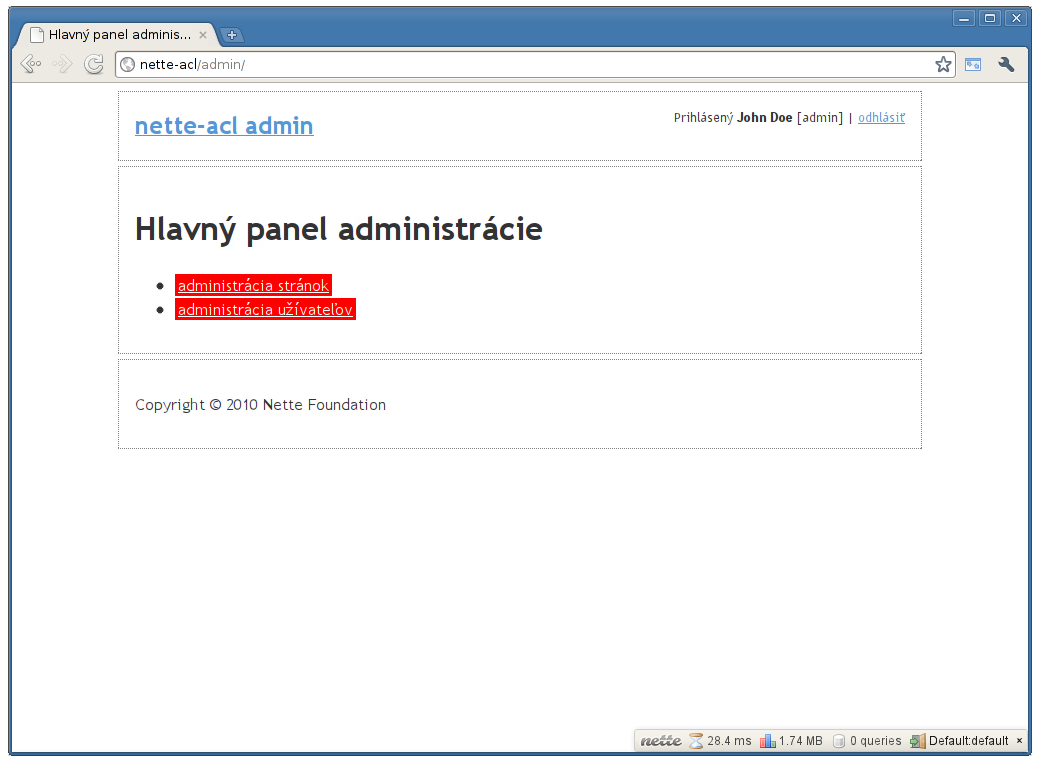 Hlavný panel adminis...
nette-acl/admin/
nette-acl admin
Prihlásený John Doe [admin] | odhlásiť
Hlavný panel administrácie
administrácia stránok
administrácia užívateľov
Copyright © 2010 Nette Foundation
nette 28.4 ms 1.74 MB 0 queries Default:default ×